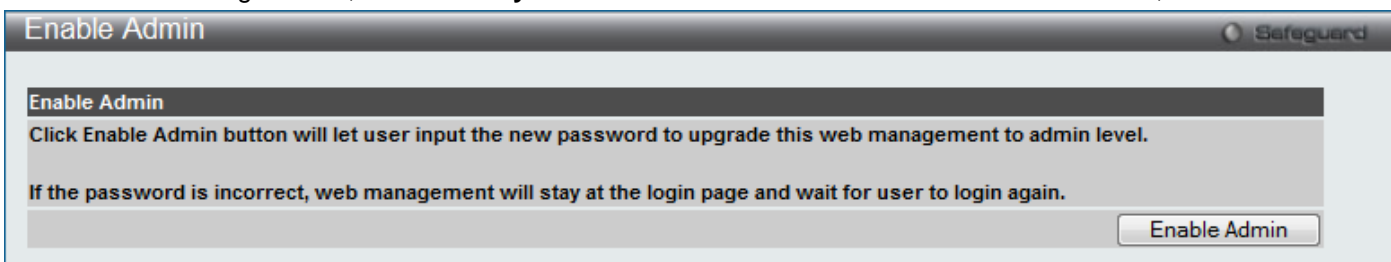 Enable Admin
Safeguard
Enable Admin
Click Enable Admin button will let user input the new password to upgrade this web management to admin level.
If the password is incorrect, web management will stay at the login page and wait for user to login again.
Enable Admin